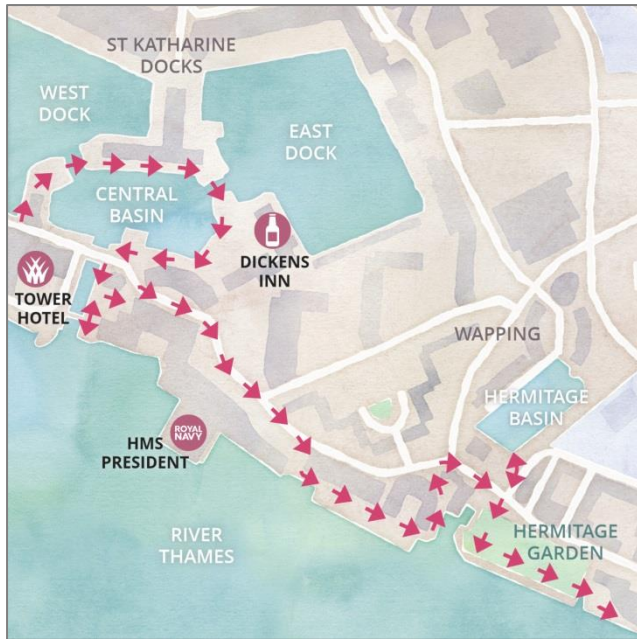 ST KATHARINE
DOCKS
WEST
DOCK
EAST
DOCK
CENTRAL
BASIN
DICKENS
INN
TOWER
HOTEL
WAPPING
HERMITAGE
BASIN
ROYAL
NAVY
HMS
PRESIDENT
RIVER
THAMES
HERMITAGE
GARDEN